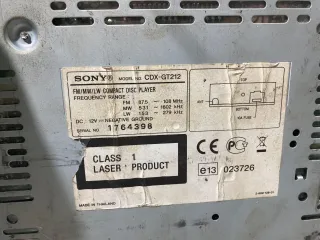 SONY® MODEL NO. CDX-GT212
FM/MW/LW COMPACT DISC PLAYER
FREQUENCY RANGE:
FM 87.5 - 108 MHz
MW 531 - 1602 kHz
LW 153 - 279 kHz
DC 12V NEGATIVE GROUND
SERIAL NO. 1764398
CLASS 1
LASER PRODUCT
CE
e13 023726
MADE IN THAILAND